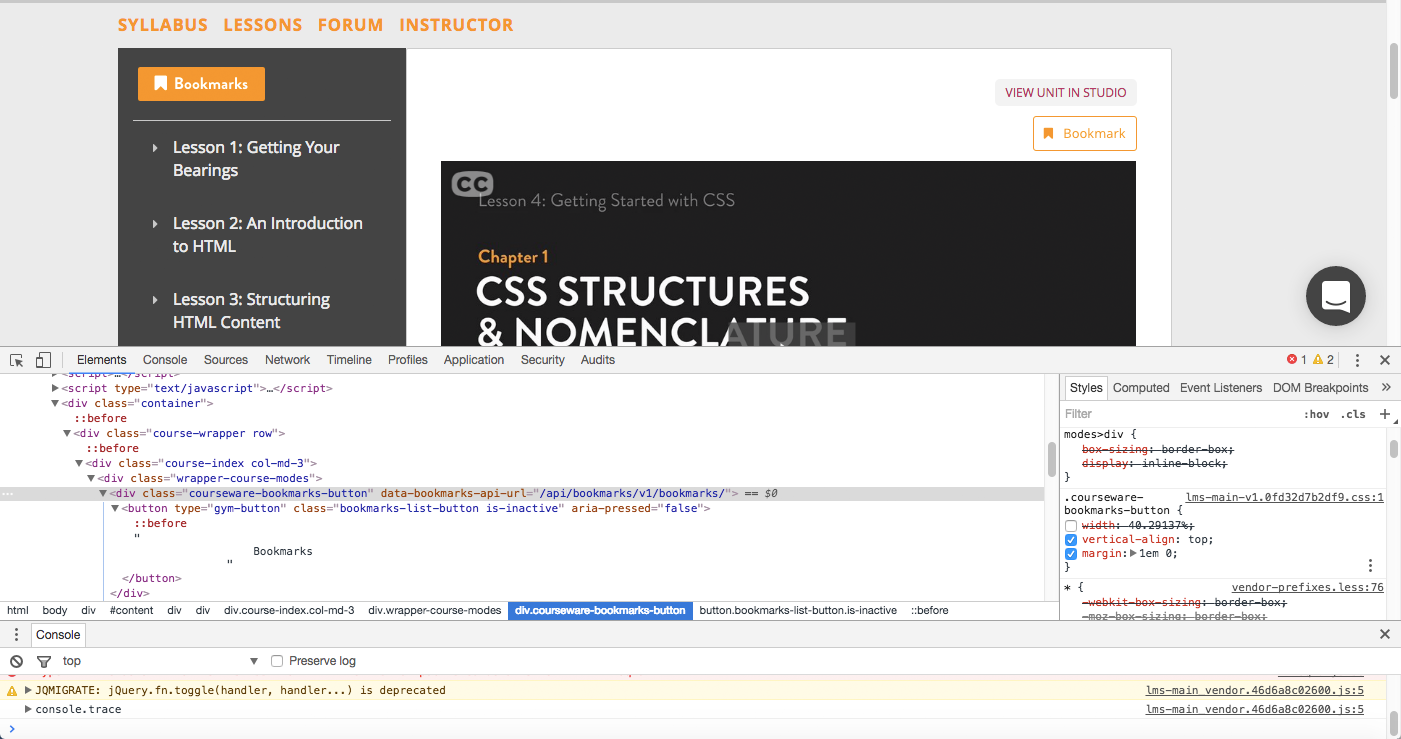 SYLLABUS LESSONS FORUM INSTRUCTOR
Bookmarks
Lesson 1: Getting Your
Bearings
Lesson 2: An Introduction
to HTML
Lesson 3: Structuring
HTML Content
VIEW UNIT IN STUDIO
Bookmark
CC
Lesson 4: Getting Started with CSS
Chapter 1
CSS STRUCTURES
& NOMENCLATURE
Elements Console Sources Network Timeline Profiles Application Security Audits
1 2
<script type="text/javascript">…</script>
<div class="container">
::before
<div class="course-wrapper row">
::before
<div class="course-index col-md-3">
<div class="wrapper-course-modes">
<div class="courseware-bookmarks-button" data-bookmarks-api-url="/api/bookmarks/v1/bookmarks/"> == $0
<button type="gym-button" class="bookmarks-list-button is-inactive" aria-pressed="false">
::before
"
Bookmarks
"
</button>
</div>
html body div #content div div div.course-index.col-md-3 div.wrapper-course-modes div.courseware-bookmarks-button button.bookmarks-list-button.is-inactive ::before
Styles Computed Event Listeners DOM Breakpoints »
Filter :hov .cls +
modes>div {
box-sizing: border-box;
display: inline-block;
}
.courseware- lms-main-v1.0fd32d7b2df9.css:1
bookmarks-button {
width: 40.29137%;
vertical-align: top;
margin: 1em 0;
}
* { vendor-prefixes.less:76
-webkit-box-sizing: border-box;
-moz-box-sizing: border-box;
Console
top Preserve log
JQMIGRATE: jQuery.fn.toggle(handler, handler...) is deprecated lms-main_vendor.46d6a8c02600.js:5
console.trace lms-main_vendor.46d6a8c02600.js:5